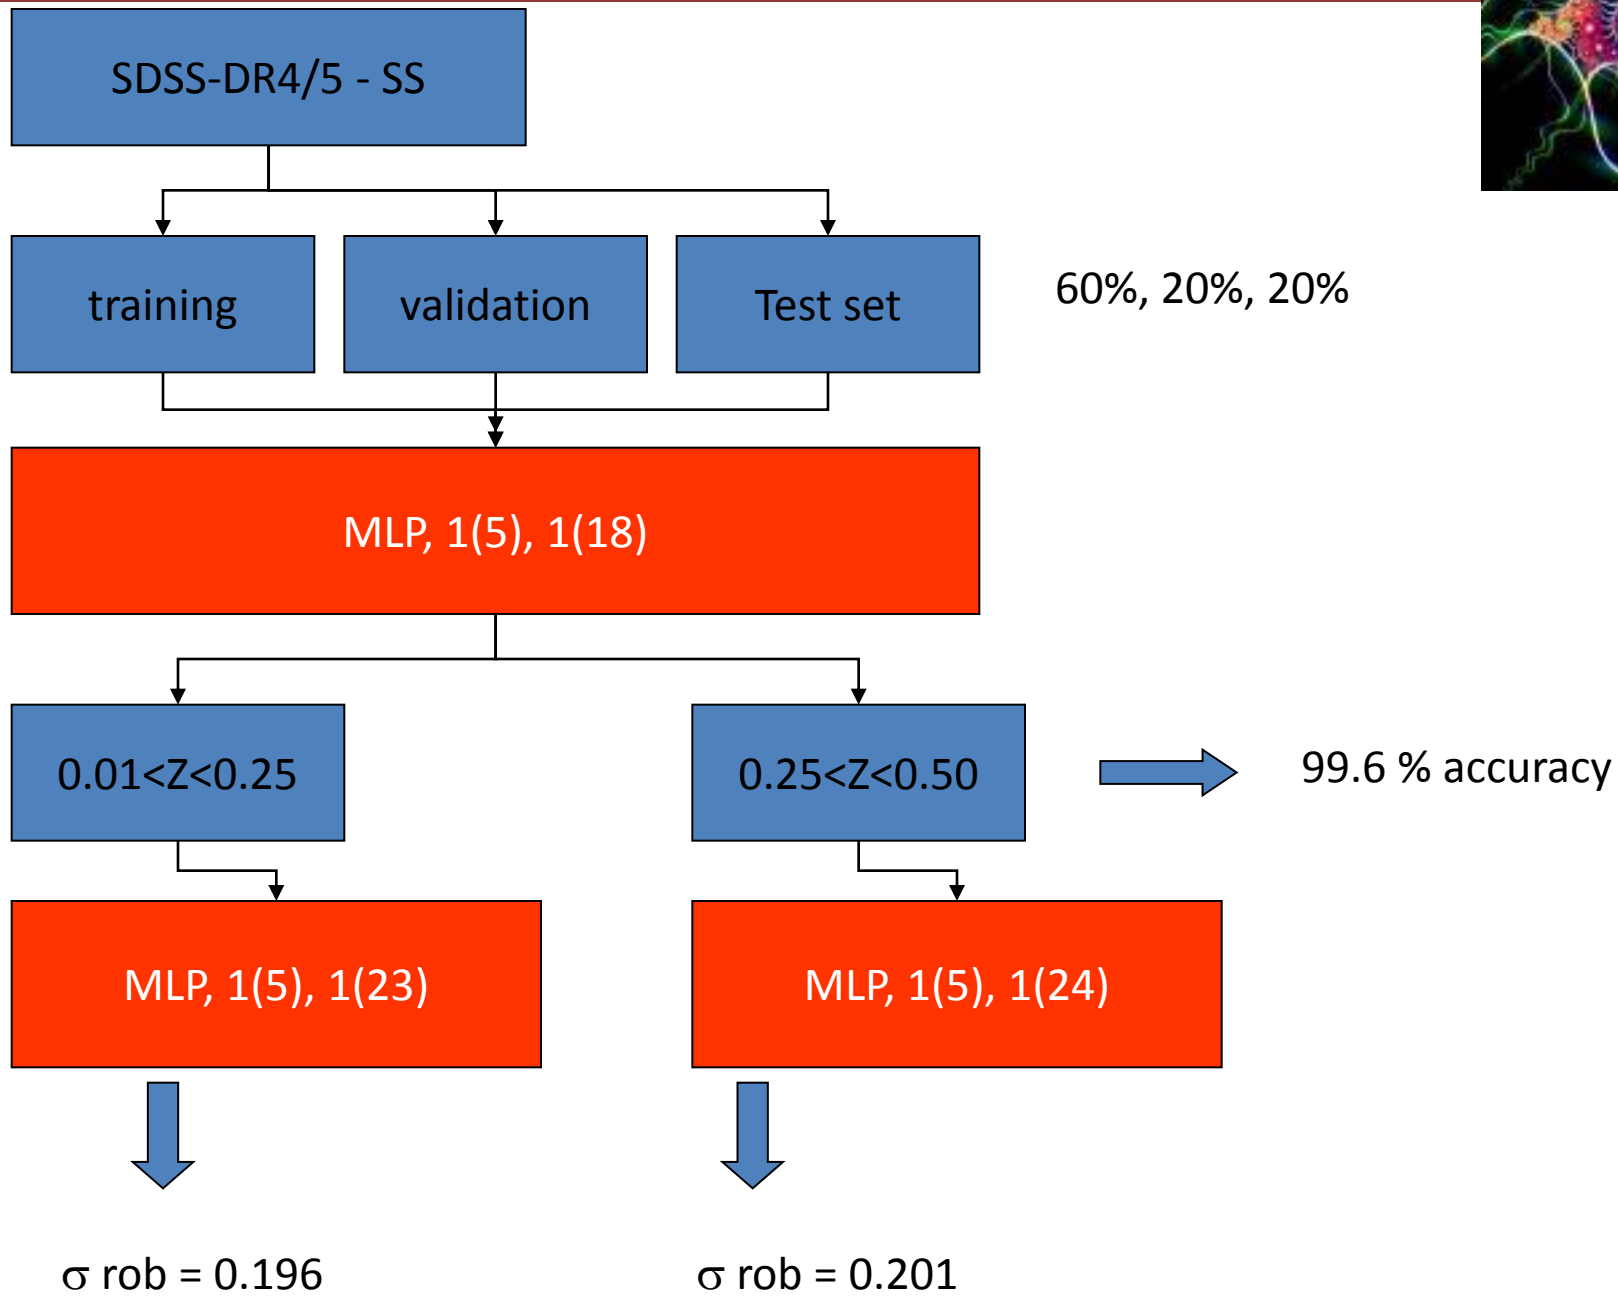 SDSS-DR4/5 - SS
training
validation
Test set
60%, 20%, 20%
MLP, 1(5), 1(18)
0.01<Z<0.25
0.25<Z<0.50
99.6 % accuracy
MLP, 1(5), 1(23)
MLP, 1(5), 1(24)
σ rob = 0.196
σ rob = 0.201